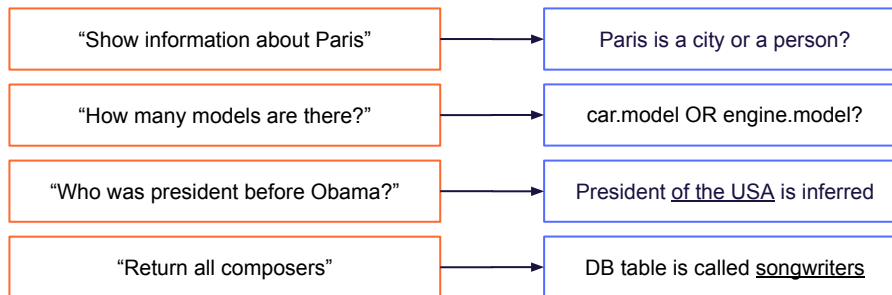 “Show information about Paris”
Paris is a city or a person?
“How many models are there?”
car.model OR engine.model?
“Who was president before Obama?”
President of the USA is inferred
“Return all composers”
DB table is called songwriters